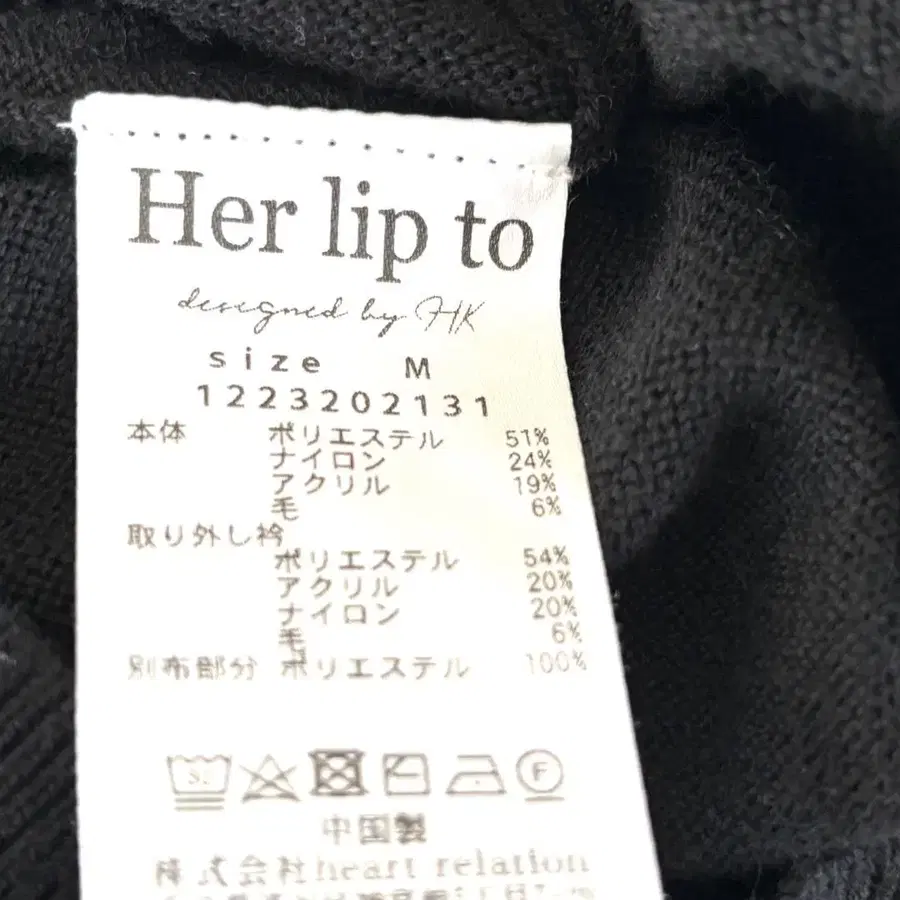 Her lip to
designed by HK
size M
1223202131
本体 ポリエステル 51%
ナイロン 24%
アクリル 19%
毛 6%
取り外し衿
ポリエステル 54%
アクリル 20%
ナイロン 20%
毛 6%
別布部分 ポリエステル 100%
F
中国製
株式会社heart relation